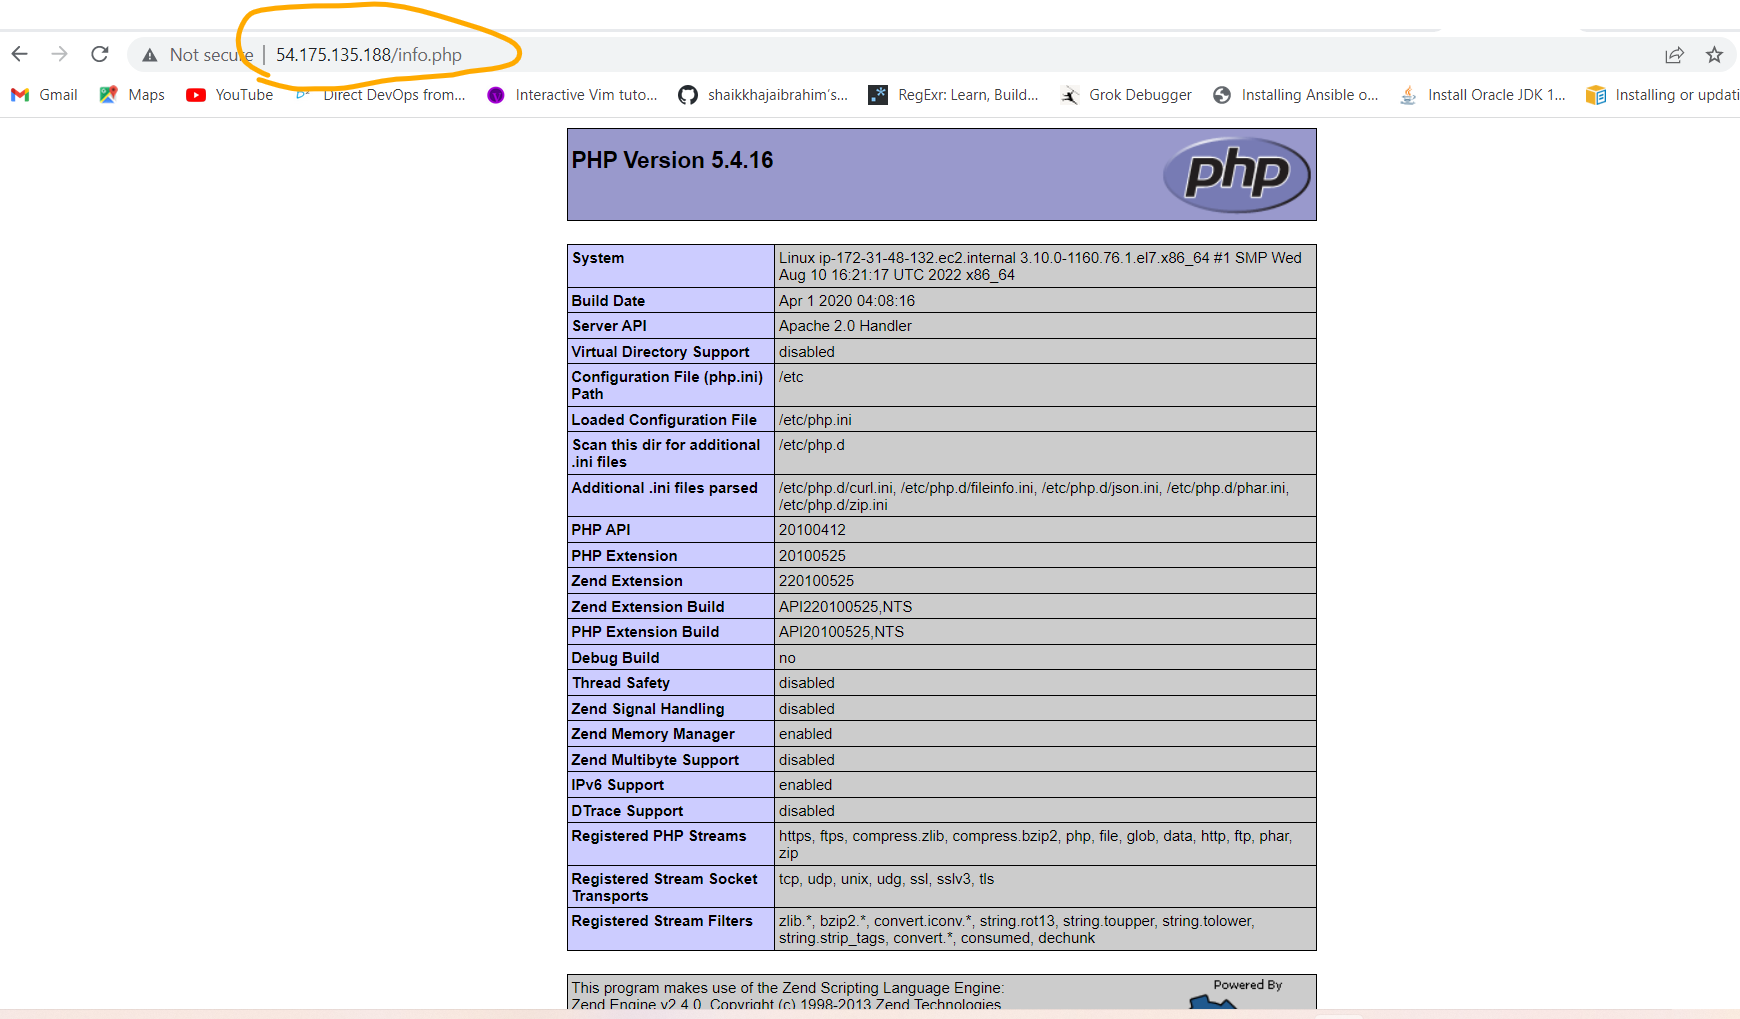 Not secure | 54.175.135.188/info.php
Gmail Maps YouTube Direct DevOps from... Interactive Vim tuto... shaikkhajaibrahim's... RegExr: Learn, Build... Grok Debugger Installing Ansible o... Install Oracle JDK 1... Installing or updati
PHP Version 5.4.16
php
System Linux ip-172-31-48-132.ec2.internal 3.10.0-1160.76.1.el7.x86_64 #1 SMP Wed
Aug 10 16:21:17 UTC 2022 x86_64
Build Date Apr 1 2020 04:08:16
Server API Apache 2.0 Handler
Virtual Directory Support disabled
Configuration File (php.ini) /etc
Path
Loaded Configuration File /etc/php.ini
Scan this dir for additional /etc/php.d
.ini files
Additional .ini files parsed /etc/php.d/curl.ini, /etc/php.d/fileinfo.ini, /etc/php.d/json.ini, /etc/php.d/phar.ini,
/etc/php.d/zip.ini
PHP API 20100412
PHP Extension 20100525
Zend Extension 220100525
Zend Extension Build API220100525,NTS
PHP Extension Build API20100525,NTS
Debug Build no
Thread Safety disabled
Zend Signal Handling disabled
Zend Memory Manager enabled
Zend Multibyte Support disabled
IPv6 Support enabled
DTrace Support disabled
Registered PHP Streams https, ftps, compress.zlib, compress.bzip2, php, file, glob, data, http, ftp, phar,
zip
Registered Stream Socket tcp, udp, unix, udg, ssl, sslv3, tls
Transports
Registered Stream Filters zlib.*, bzip2.*, convert.iconv.*, string.rot13, string.toupper, string.tolower,
string.strip_tags, convert.*, consumed, dechunk
This program makes use of the Zend Scripting Language Engine:
Zend Engine v2.4.0, Copyright (c) 1998-2013 Zend Technologies
Powered By